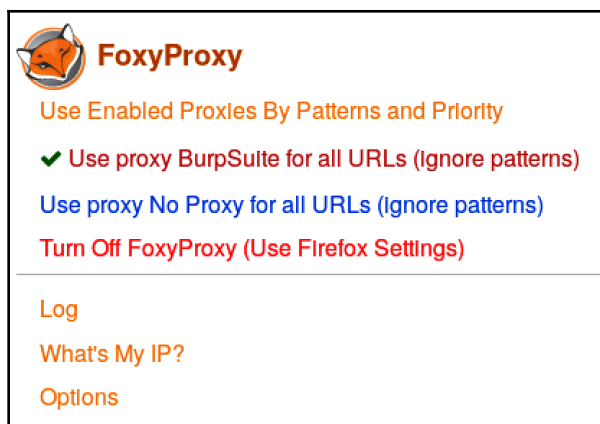 FoxyProxy
Use Enabled Proxies By Patterns and Priority
Use proxy BurpSuite for all URLs (ignore patterns)
Use proxy No Proxy for all URLs (ignore patterns)
Turn Off FoxyProxy (Use Firefox Settings)
Log
What's My IP?
Options